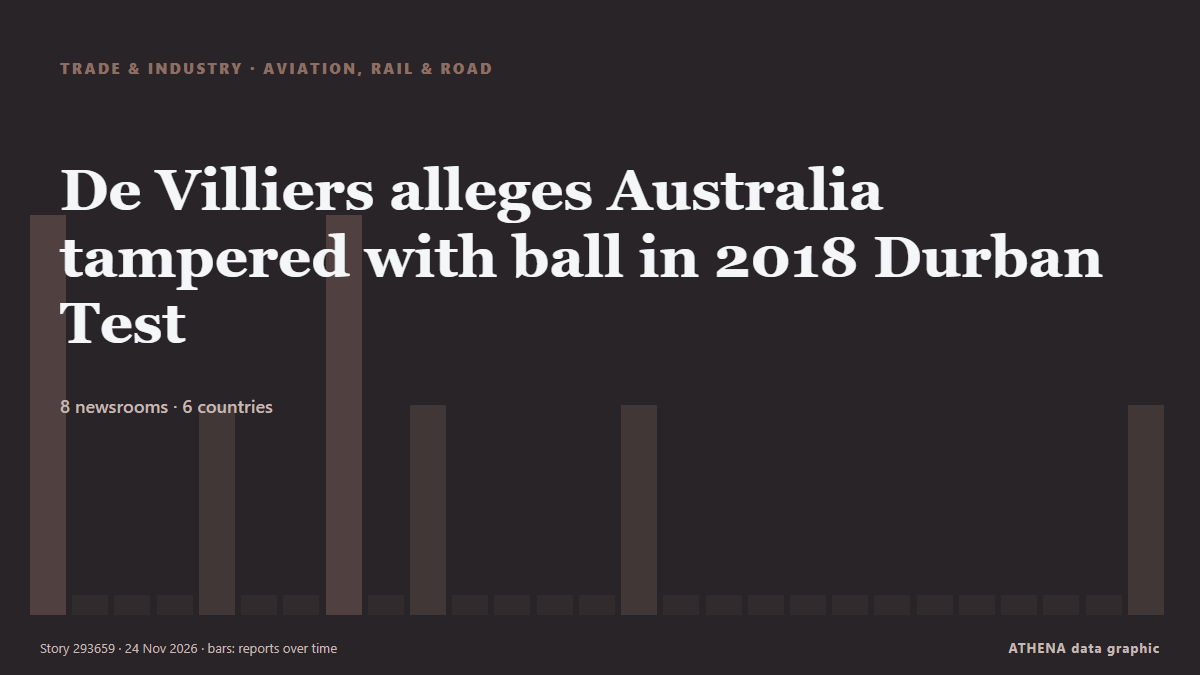 TRADE & INDUSTRY · AVIATION, RAIL & ROAD
De Villiers alleges Australia
tampered with ball in 2018 Durban
Test
8 newsrooms · 6 countries
Story 293659 · 24 Nov 2026 · bars: reports over time
ATHENA data graphic